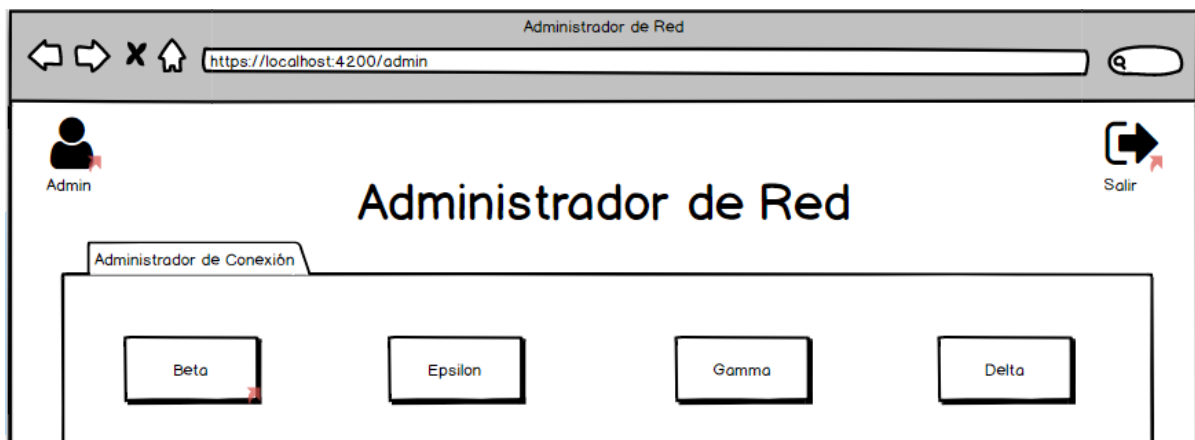 Administrador de Red
https://localhost:4200/admin
Admin
Salir
Administrador de Red
Administrador de Conexión
Beta
Epsilon
Gamma
Delta